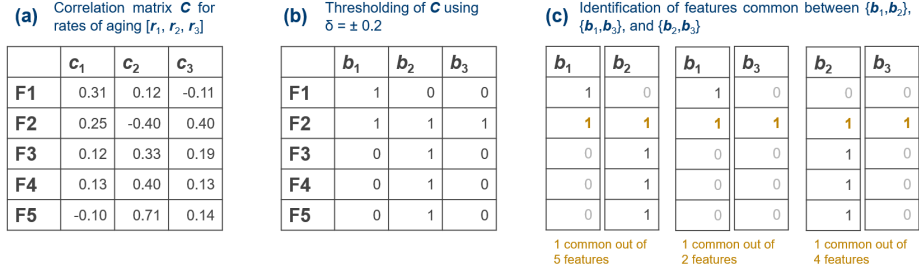 (a) Correlation matrix C for
rates of aging [r1, r2, r3]
c1 c2 c3
F1 0.31 0.12 -0.11
F2 0.25 -0.40 0.40
F3 0.12 0.33 0.19
F4 0.13 0.40 0.13
F5 -0.10 0.71 0.14
(b) Thresholding of C using
δ = ± 0.2
b1 b2 b3
F1 1 0 0
F2 1 1 1
F3 0 1 0
F4 0 1 0
F5 0 1 0
(c) Identification of features common between {b1,b2},
{b1,b3}, and {b2,b3}
b1 b2 b1 b3 b2 b3
1 0 1 0 0 0
1 1 1 1 1 1
0 1 0 0 1 0
0 1 0 0 1 0
0 1 0 0 1 0
1 common out of
5 features
1 common out of
2 features
1 common out of
4 features